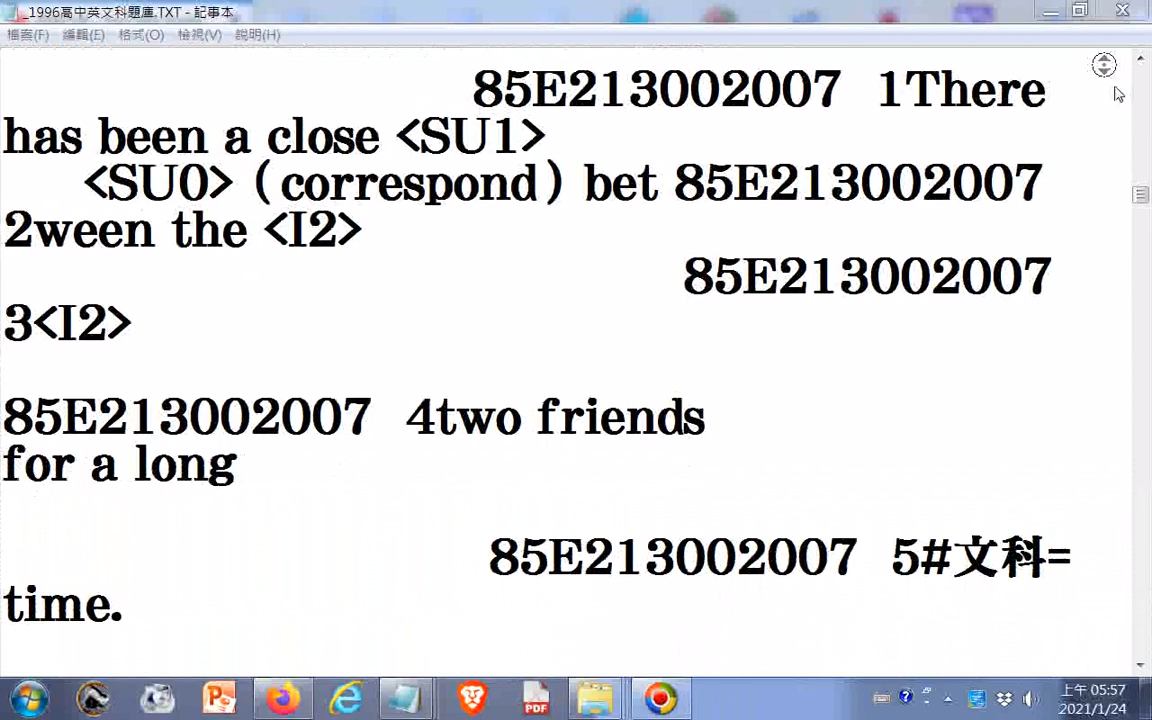 _1996高中英文科題庫.TXT - 記事本
檔案(F) 編輯(E) 格式(O) 檢視(V) 說明(H)
85E213002007 1There
has been a close <SU1>
<SU0> (correspond) bet 85E213002007
2ween the <I2>
85E213002007
3<I2>
85E213002007 4two friends
for a long
85E213002007 5#文科=
time.
PDF
上午 05:57
2021/1/24